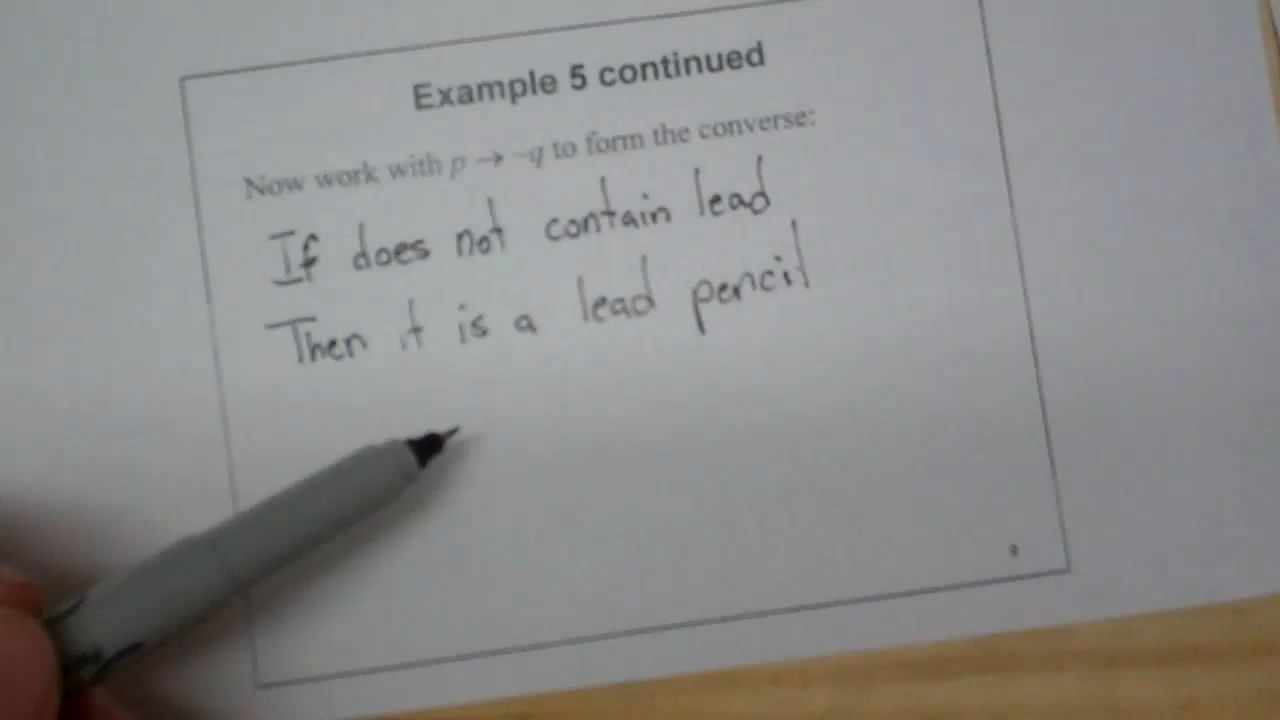 Example 5 continued
Now work with p → ~q to form the converse:
If does not contain lead
Then it is a lead pencil
9